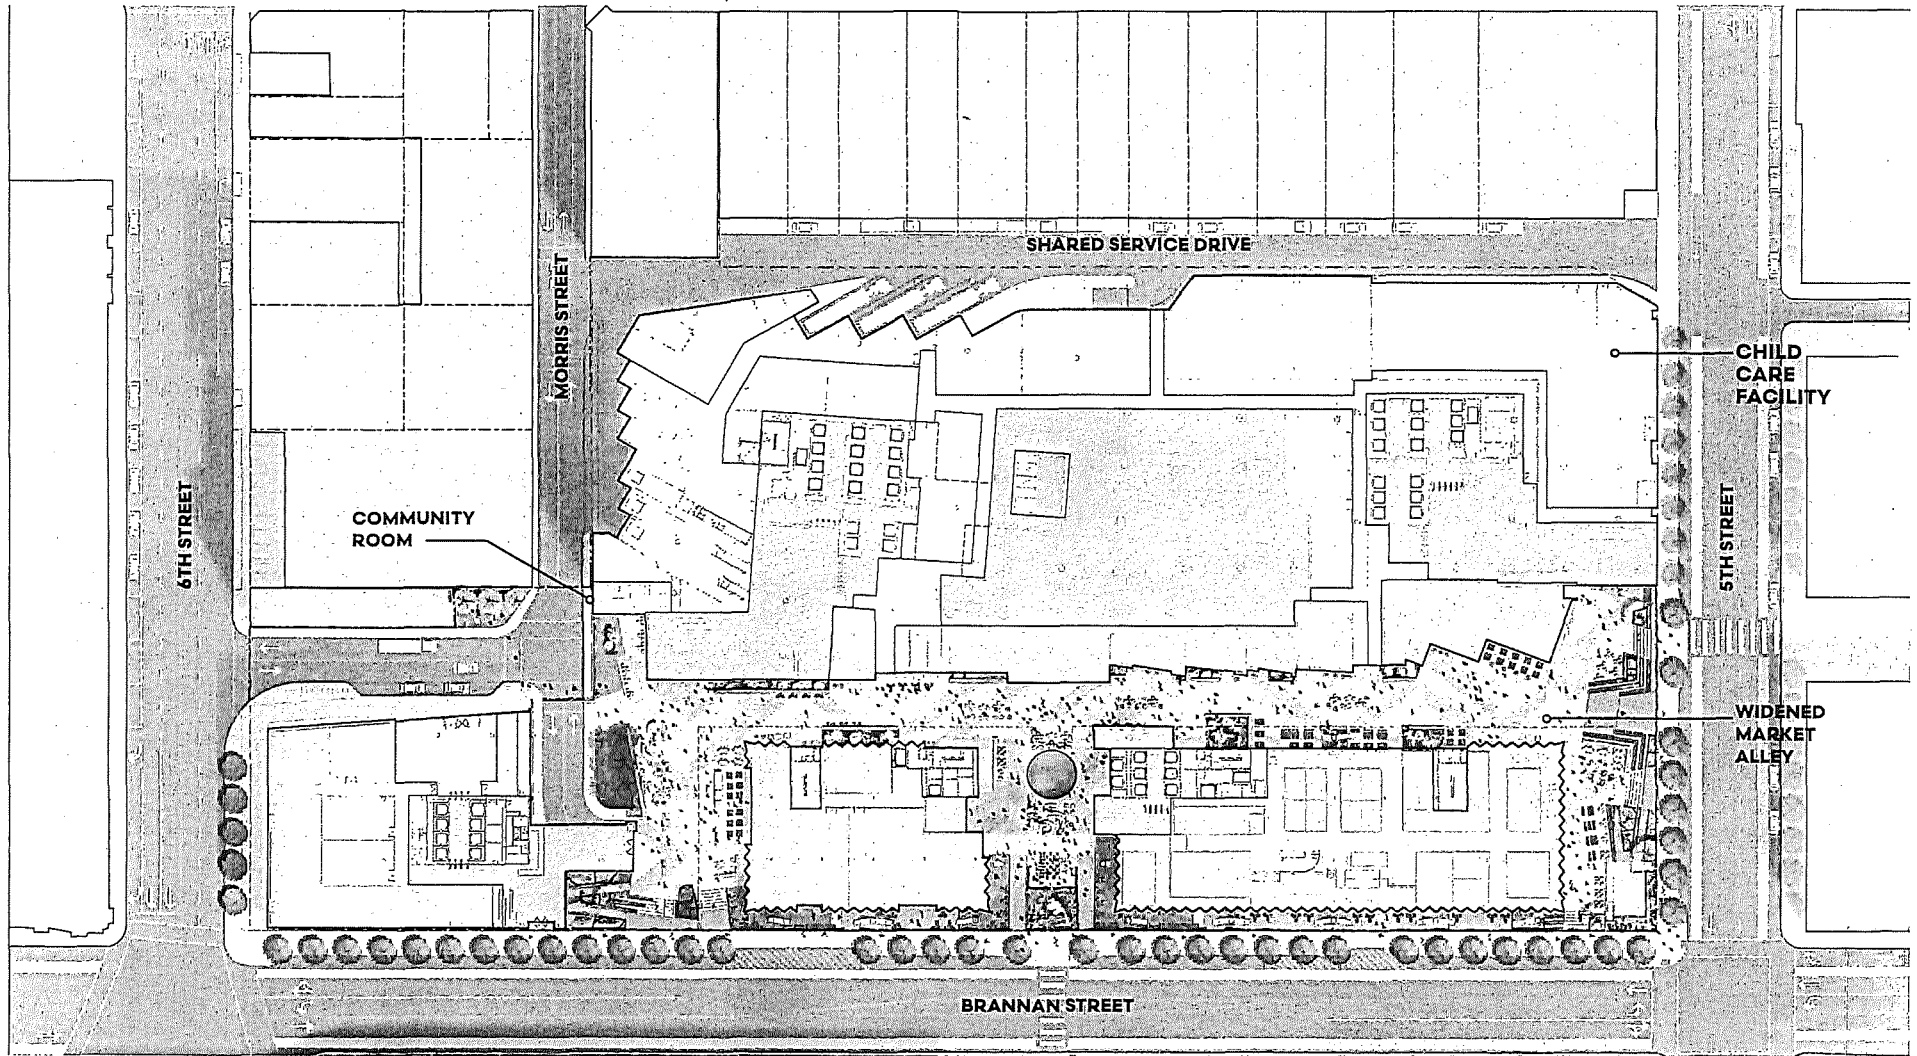 SHARED SERVICE DRIVE
MORRIS STREET
CHILD
CARE
FACILITY
6TH STREET
COMMUNITY
ROOM
5TH STREET
WIDENED
MARKET
ALLEY
BRANNAN STREET